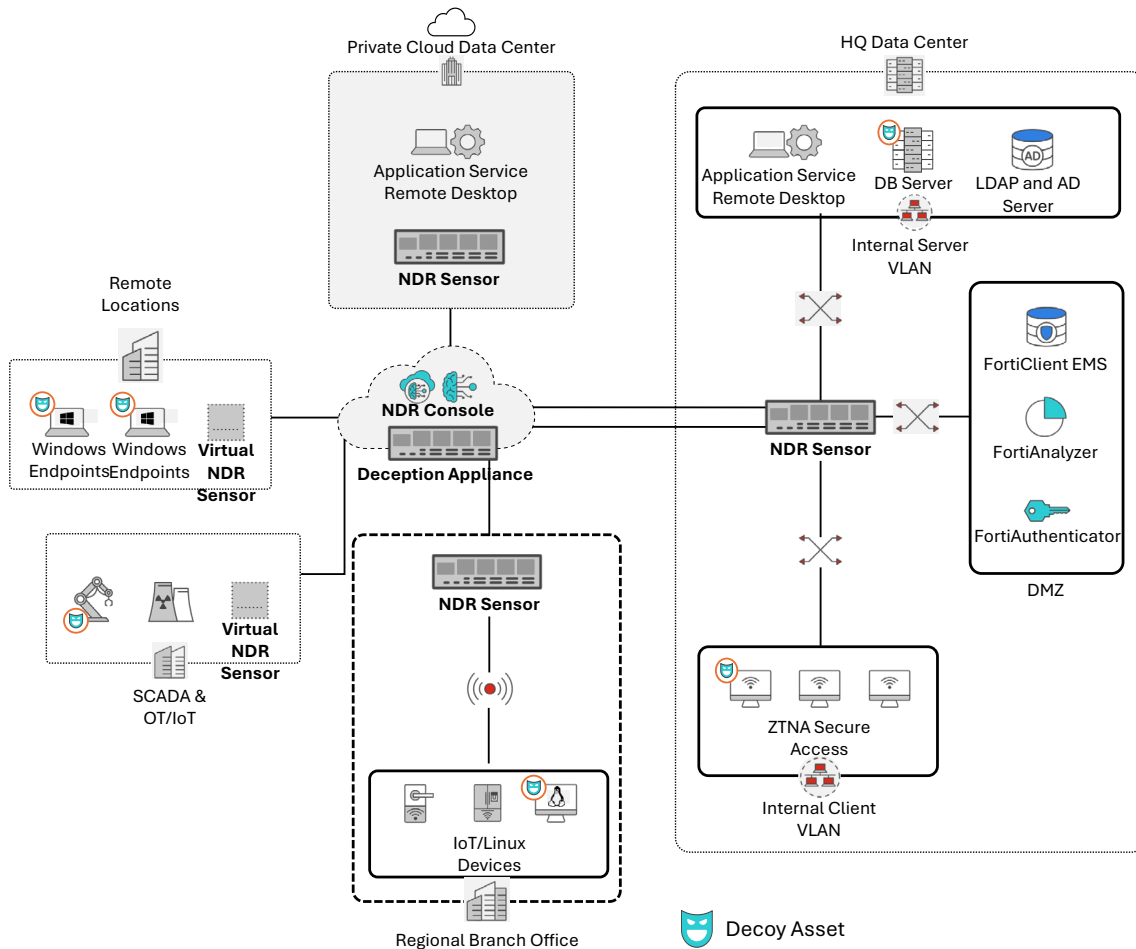 Private Cloud Data Center
Application Service
Remote Desktop
NDR Sensor
HQ Data Center
Application Service
Remote Desktop
DB Server
AD
LDAP and AD
Server
Internal Server
VLAN
Remote
Locations
Windows
Endpoints
Windows
Endpoints
Virtual
NDR
Sensor
NDR Console
Deception Appliance
NDR Sensor
FortiClient EMS
FortiAnalyzer
FortiAuthenticator
DMZ
Virtual
NDR
Sensor
SCADA &
OT/IoT
NDR Sensor
IoT/Linux
Devices
Regional Branch Office
ZTNA Secure
Access
Internal Client
VLAN
Decoy Asset